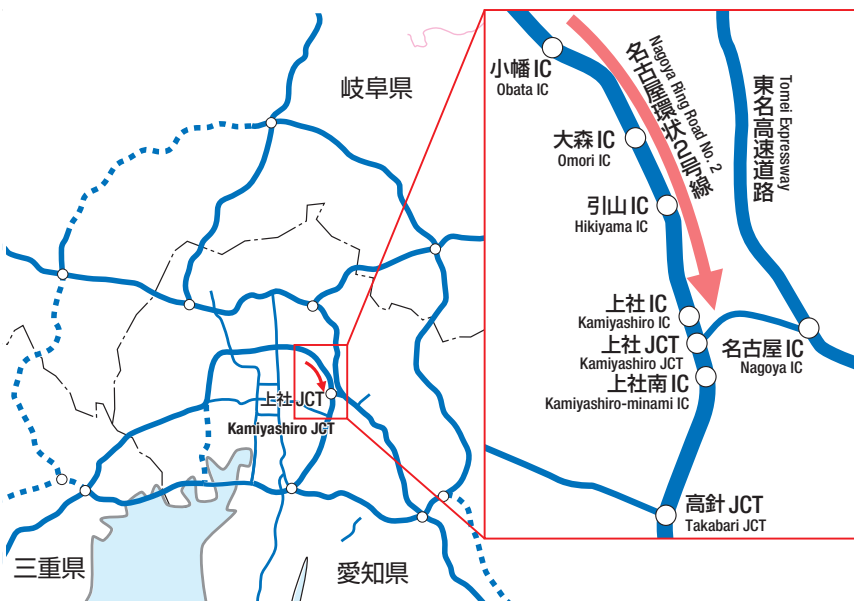 岐阜県
上社 JCT
Kamiyashiro JCT
三重県
愛知県
小幡 IC
Obata IC
Nagoya Ring Road No. 2
名古屋環状2号線
Tomei Expressway
東名高速道路
大森 IC
Omori IC
引山 IC
Hikiyama IC
上社 IC
Kamiyashiro IC
上社 JCT
Kamiyashiro JCT
名古屋 IC
Nagoya IC
上社南 IC
Kamiyashiro-minami IC
高針 JCT
Takabari JCT